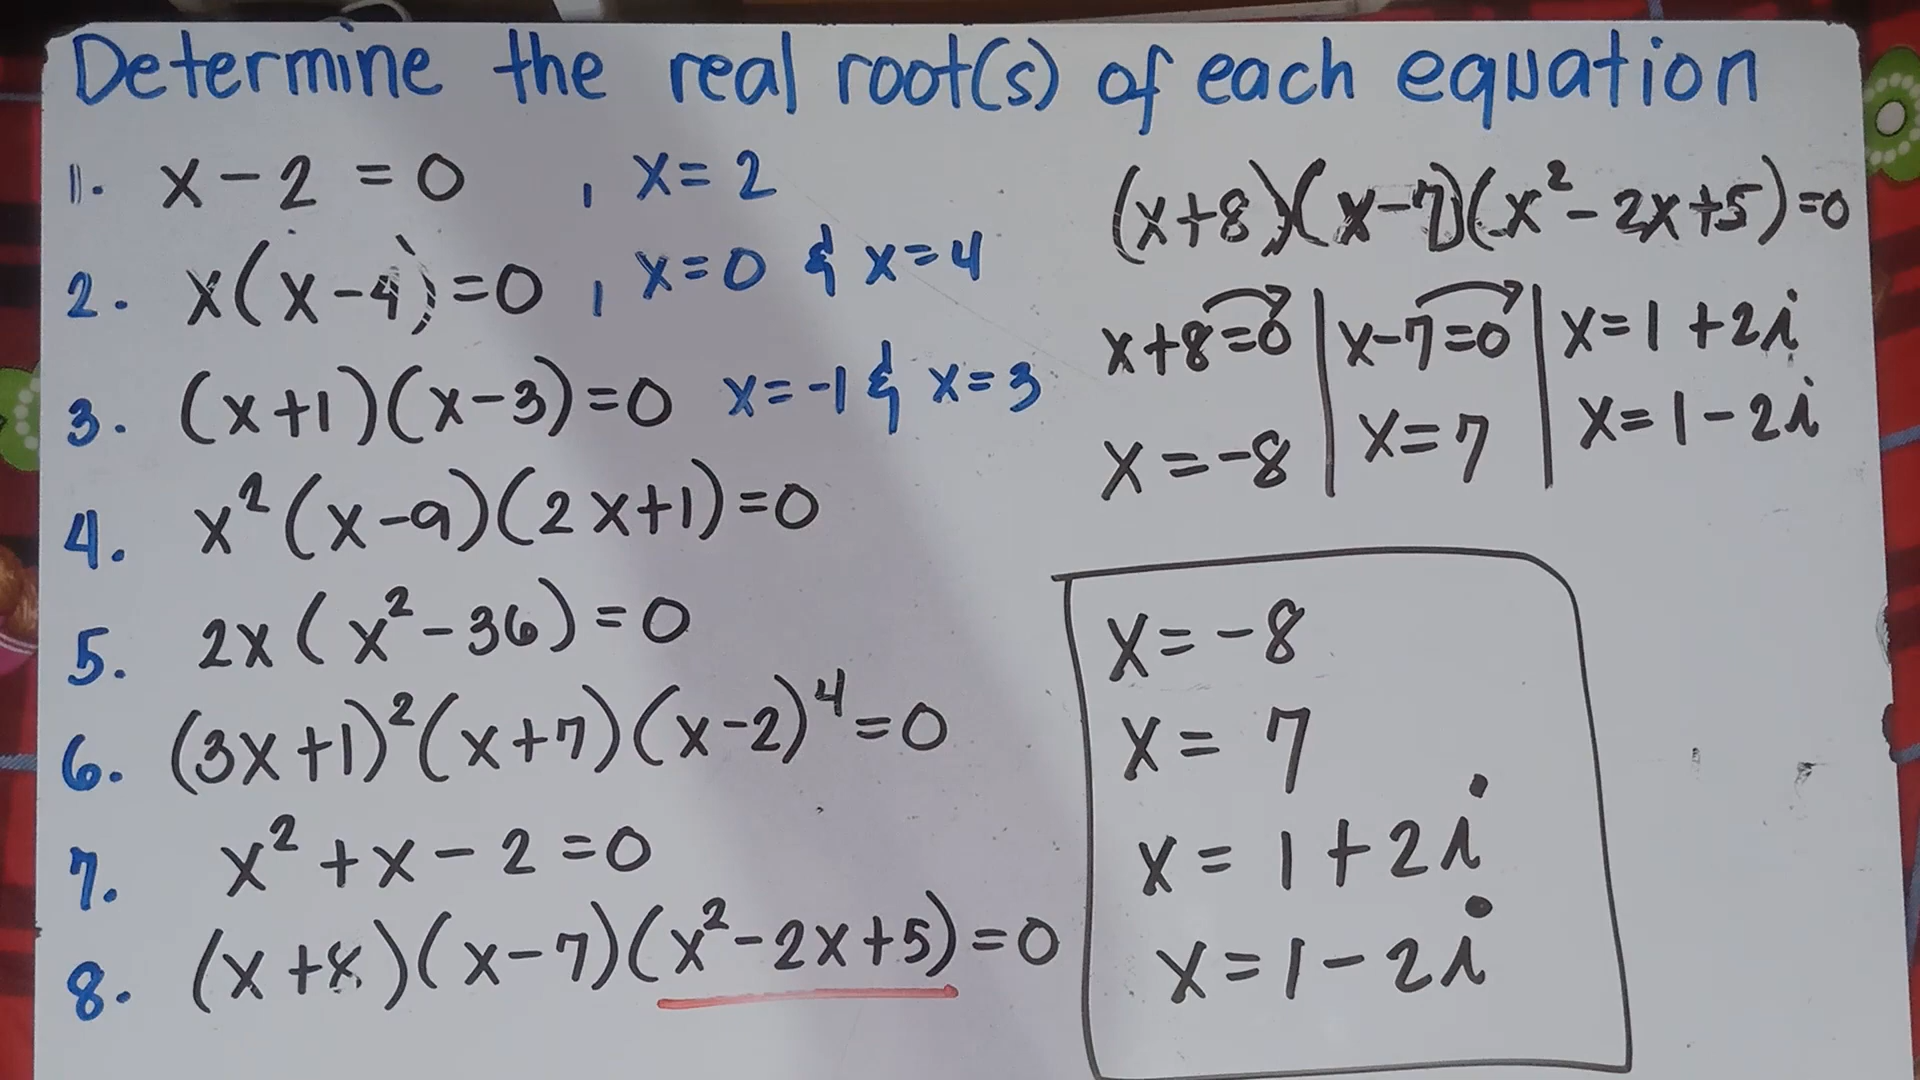 Determine the real root(s) of each equation
1. x - 2 = 0 , x = 2
2. x(x-4)=0 , x=0 & x=4
3. (x+1)(x-3)=0 x=-1 & x=3
4. x²(x-9)(2x+1)=0
5. 2x(x²-36)=0
6. (3x+1)²(x+7)(x-2)⁴=0
7. x²+x-2=0
8. (x+8)(x-7)(x²-2x+5)=0
(x+8)(x-7)(x²-2x+5)=0
x+8=0 | x-7=0 | x=1+2i
x=-8 | x=7 | x=1-2i
x=-8
x=7
x=1+2i
x=1-2i